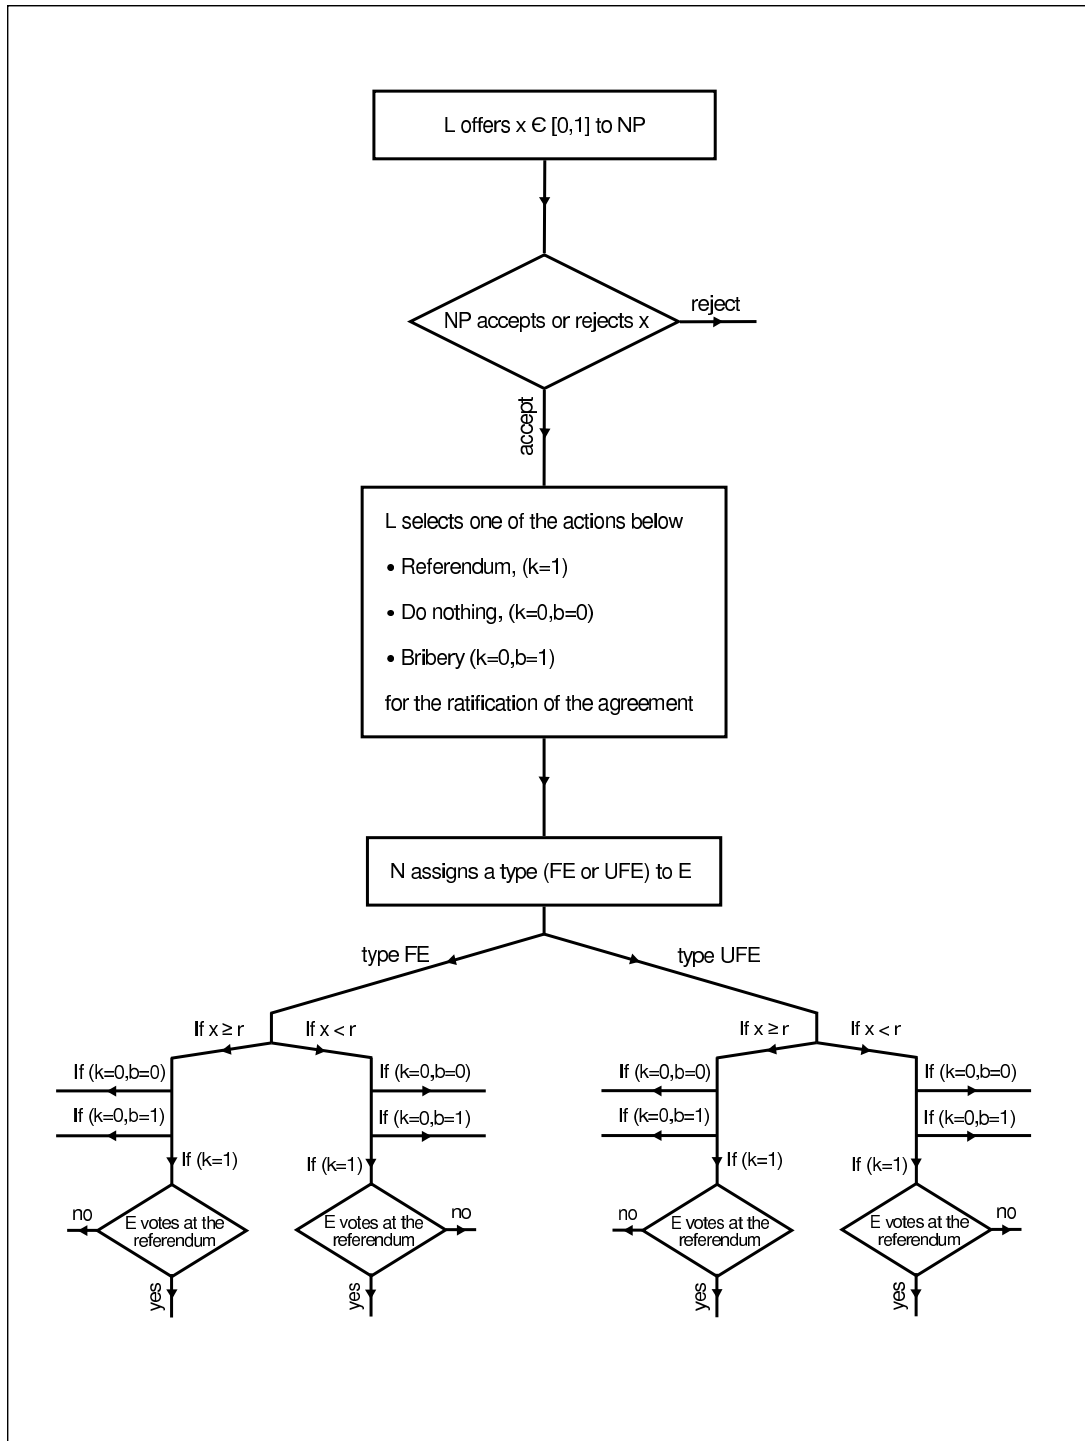 L offers x Є [0,1] to NP
NP accepts or rejects x
reject
accept
L selects one of the actions below
• Referendum, (k=1)
• Do nothing, (k=0,b=0)
• Bribery (k=0,b=1)
for the ratification of the agreement
N assigns a type (FE or UFE) to E
type FE
type UFE
If x ≥ r
If x < r
If x ≥ r
If x < r
If (k=0,b=0)
If (k=0,b=0)
If (k=0,b=0)
If (k=0,b=0)
If (k=0,b=1)
If (k=0,b=1)
If (k=0,b=1)
If (k=0,b=1)
If (k=1)
If (k=1)
If (k=1)
If (k=1)
no
E votes at the
referendum
E votes at the
referendum
no
no
E votes at the
referendum
E votes at the
referendum
no
yes
yes
yes
yes